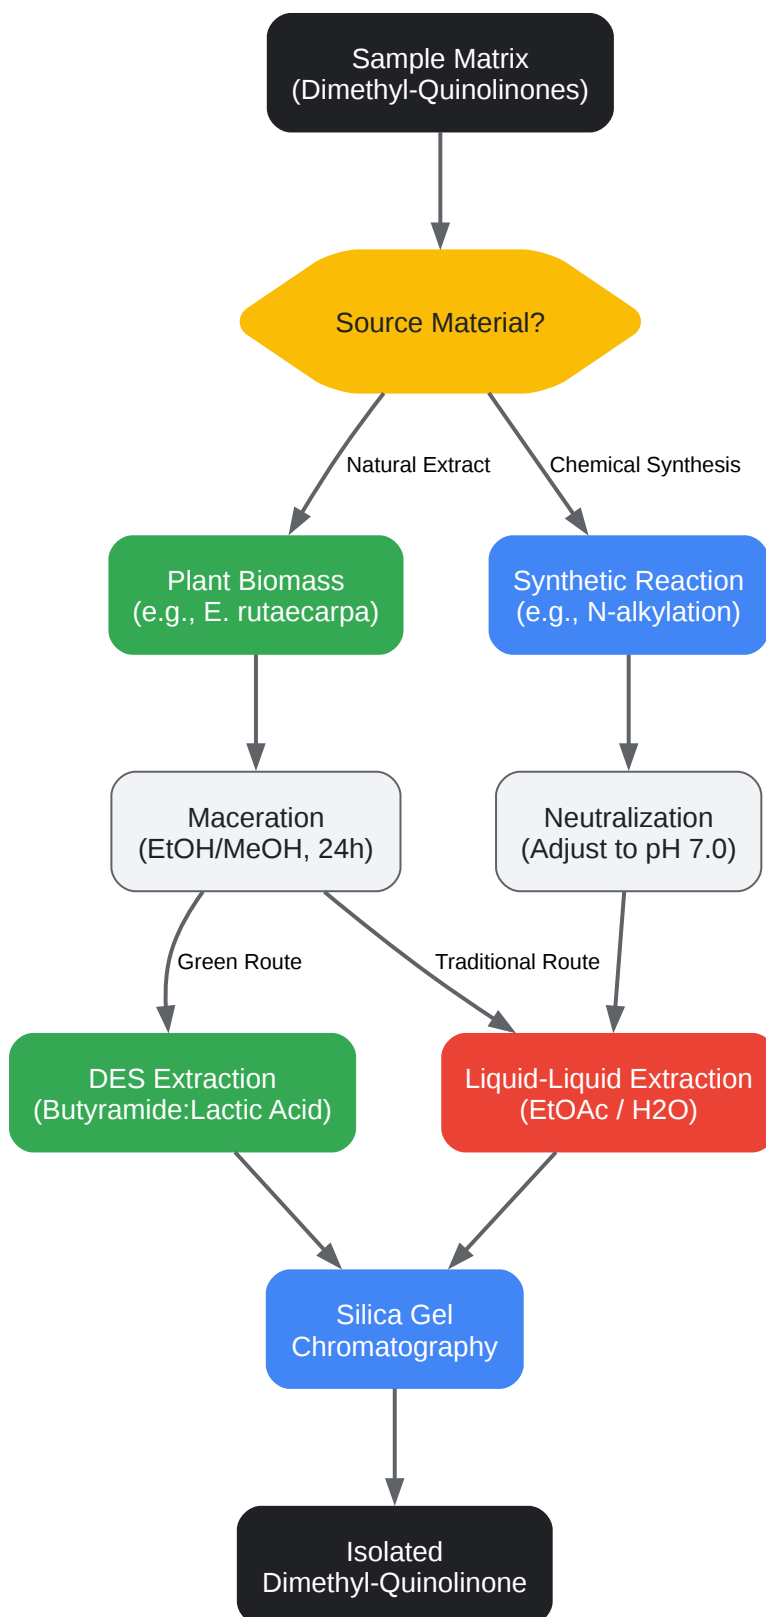 Sample Matrix
(Dimethyl-Quinolinones)
Source Material?
Natural Extract
Chemical Synthesis
Plant Biomass
(e.g., E. rutaecarpa)
Synthetic Reaction
(e.g., N-alkylation)
Maceration
(EtOH/MeOH, 24h)
Neutralization
(Adjust to pH 7.0)
Green Route
Traditional Route
DES Extraction
(Butyramide:Lactic Acid)
Liquid-Liquid Extraction
(EtOAc / H2O)
Silica Gel
Chromatography
Isolated
Dimethyl-Quinolinone